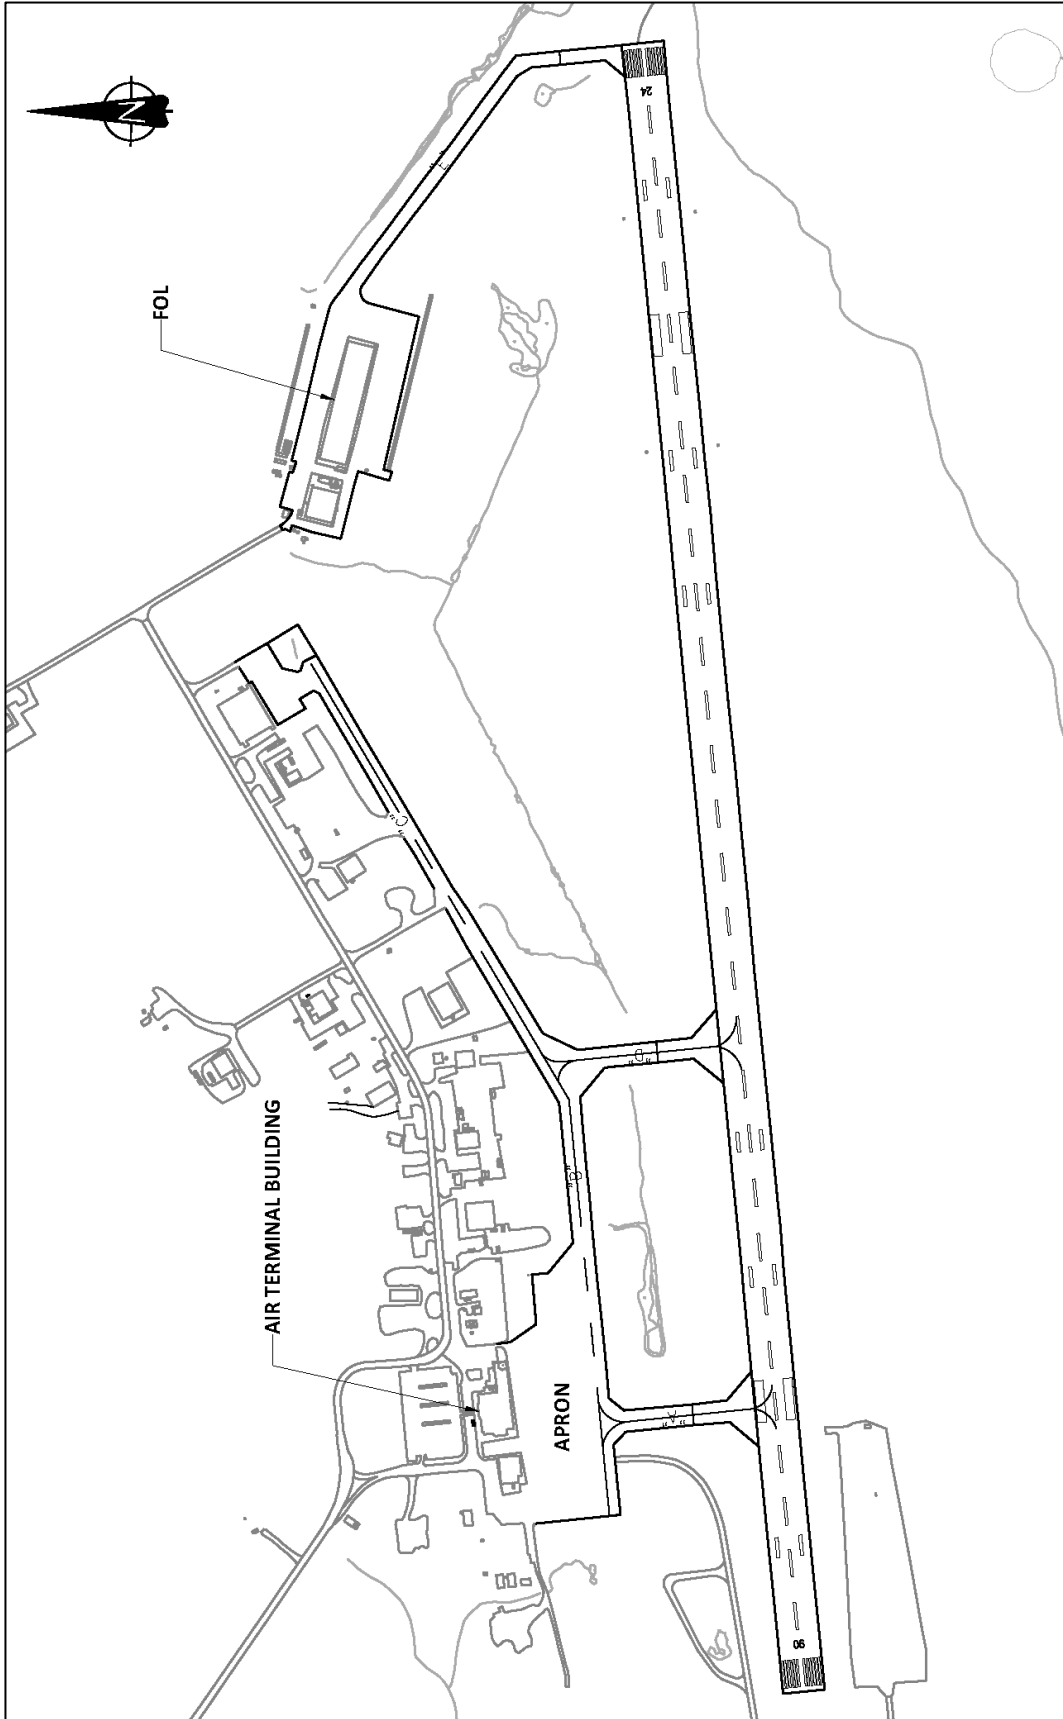 N
24
"E"
FOL
"C"
"D"
AIR TERMINAL BUILDING
"B"
APRON
"A"
06